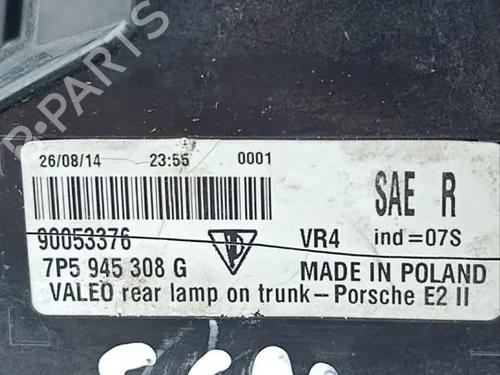 B-PARTS
26/08/14 23:55 0001
SAE R
90053376 VR4 ind=07S
7P5 945 308 G MADE IN POLAND
VALEO rear lamp on trunk-Porsche E2 II